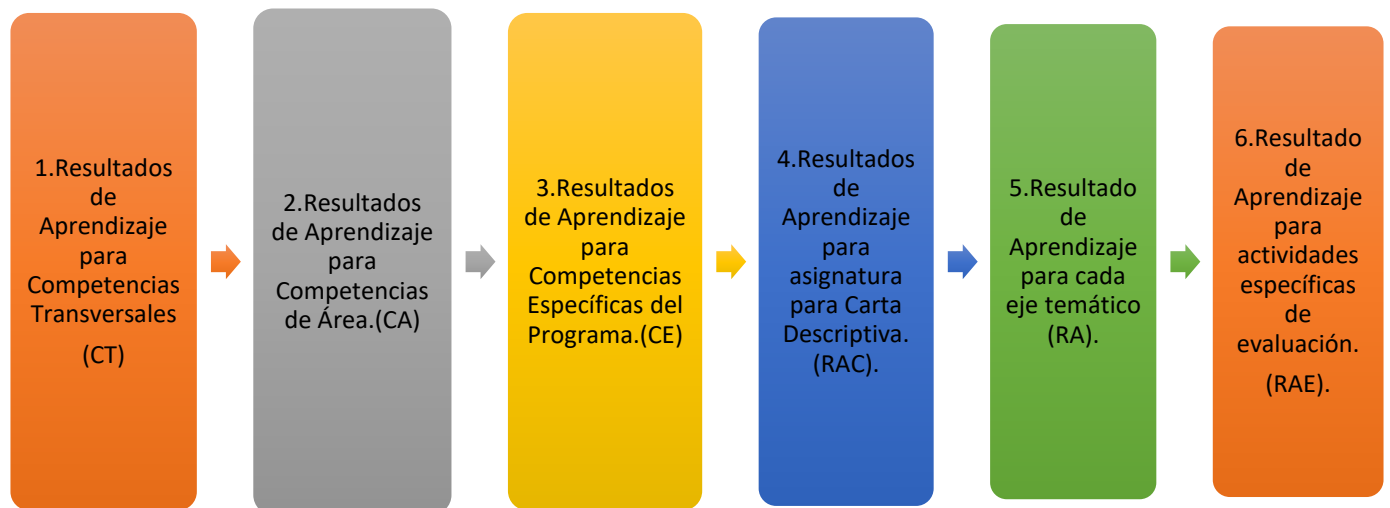 1.Resultados
de
Aprendizaje
para
Competencias
Transversales
(CT)
2.Resultados
de Aprendizaje
para
Competencias
de Área.(CA)
3.Resultados
de Aprendizaje
para
Competencias
Específicas del
Programa.(CE)
4.Resultados
de
Aprendizaje
para
asignatura
para Carta
Descriptiva.
(RAC).
5.Resultado
de
Aprendizaje
para cada
eje temático
(RA).
6.Resultado
de
Aprendizaje
para
actividades
específicas
de
evaluación.
(RAE).